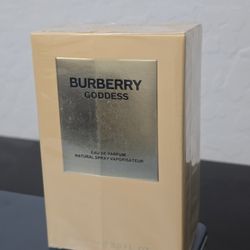 BURBERRY
GODDESS
EAU DE PARFUM
NATURAL SPRAY VAPORISATEUR